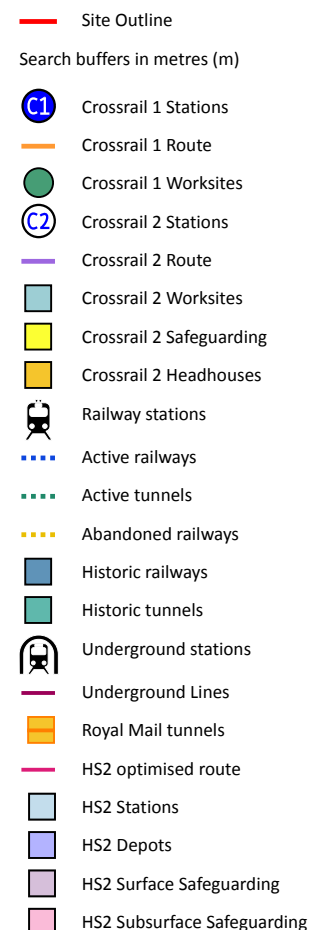 Site Outline
Search buffers in metres (m)
C1 Crossrail 1 Stations
Crossrail 1 Route
Crossrail 1 Worksites
C2 Crossrail 2 Stations
Crossrail 2 Route
Crossrail 2 Worksites
Crossrail 2 Safeguarding
Crossrail 2 Headhouses
Railway stations
Active railways
Active tunnels
Abandoned railways
Historic railways
Historic tunnels
Underground stations
Underground Lines
Royal Mail tunnels
HS2 optimised route
HS2 Stations
HS2 Depots
HS2 Surface Safeguarding
HS2 Subsurface Safeguarding